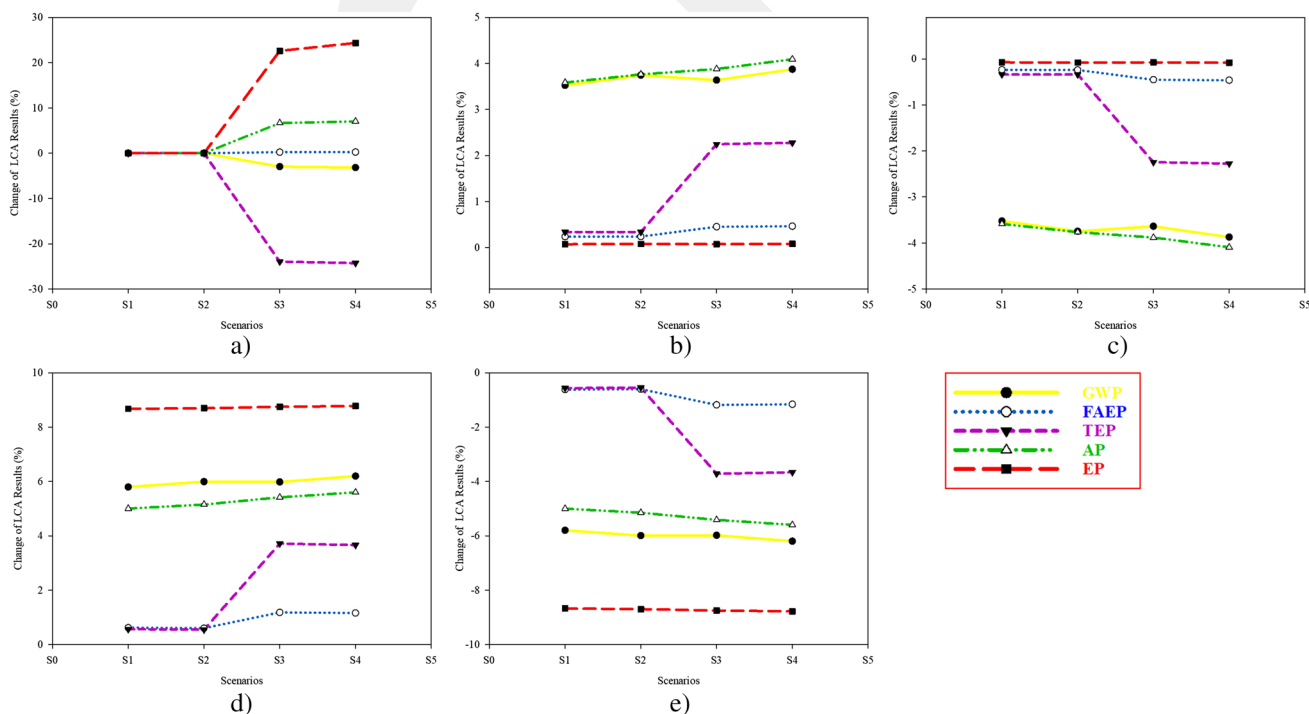 30
20
10
0
-10
-20
-30
Change of LCA Results (%)
S0 S1 S2 S3 S4 S5
Scenarios
a)
5
4
3
2
1
0
-1
Change of LCA Results (%)
S0 S1 S2 S3 S4 S5
Scenarios
b)
0
-1
-2
-3
-4
-5
Change of LCA Results (%)
S0 S1 S2 S3 S4 S5
Scenarios
c)
10
8
6
4
2
0
Change of LCA Results (%)
S0 S1 S2 S3 S4 S5
Scenarios
d)
0
-2
-4
-6
-8
-10
Change of LCA Results (%)
S0 S1 S2 S3 S4 S5
Scenarios
e)
GWP
FAEP
TEP
AP
EP